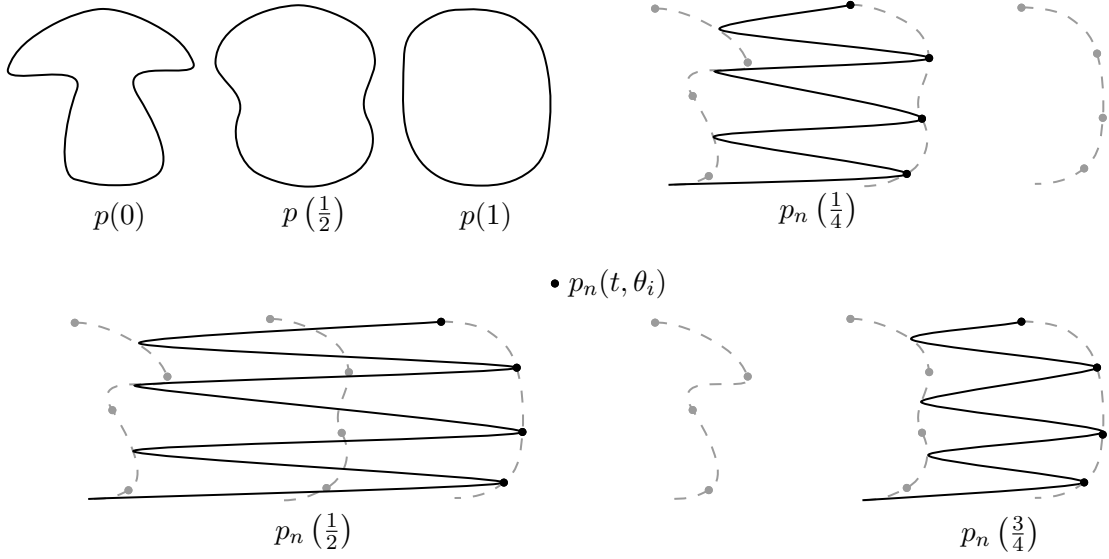 p(0)
p (1/2)
p(1)
p_n (1/4)
• p_n(t, θ_i)
p_n (1/2)
p_n (3/4)